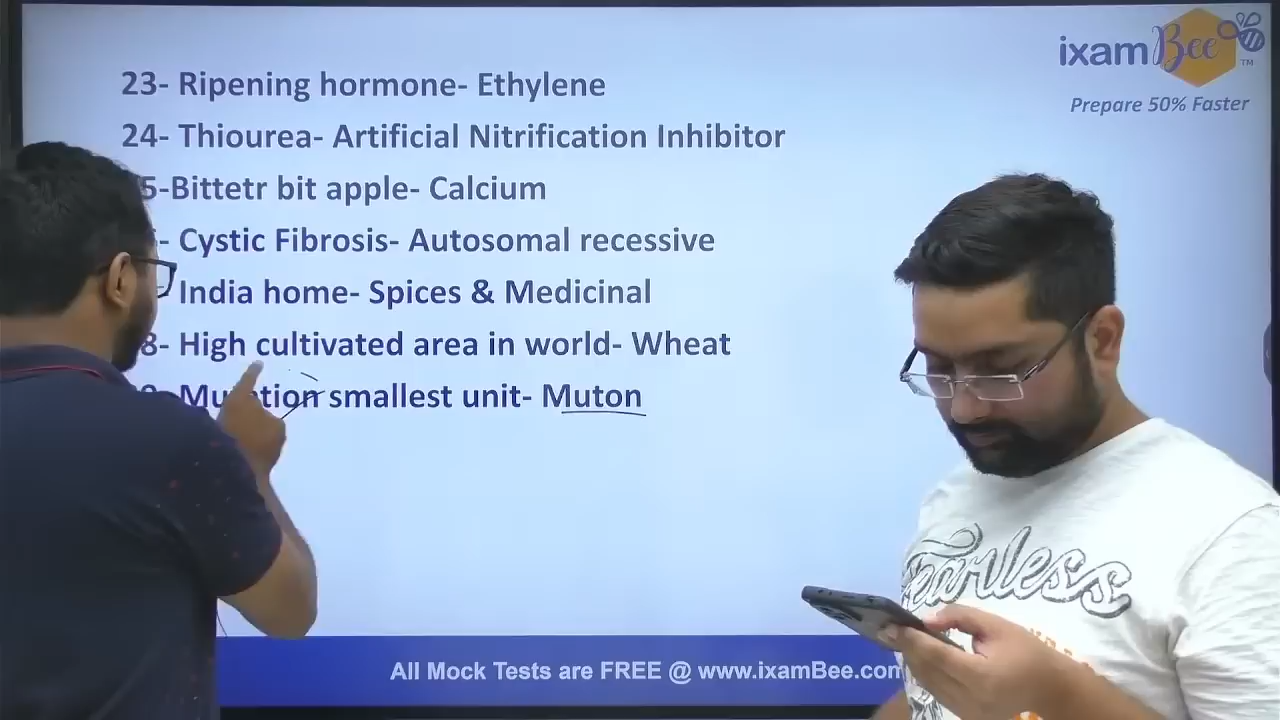 ixamBee
TM
Prepare 50% Faster
23- Ripening hormone- Ethylene
24- Thiourea- Artificial Nitrification Inhibitor
5-Bittetr bit apple- Calcium
- Cystic Fibrosis- Autosomal recessive
India home- Spices & Medicinal
8- High cultivated area in world- Wheat
smallest unit- Muton
Fearless
All Mock Tests are FREE @ www.ixamBee.com